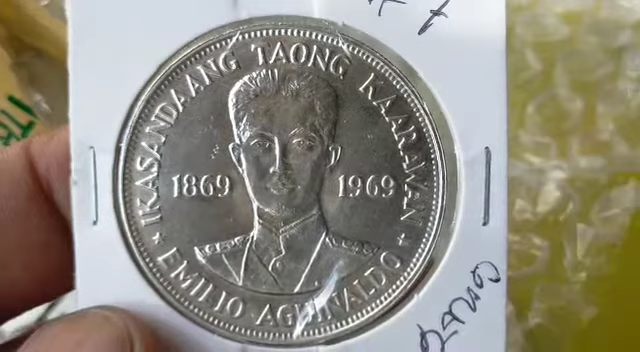 IKASANDAANG TAONG KAARAWAN
1869 1969
★ EMILIO AGUINALDO ★